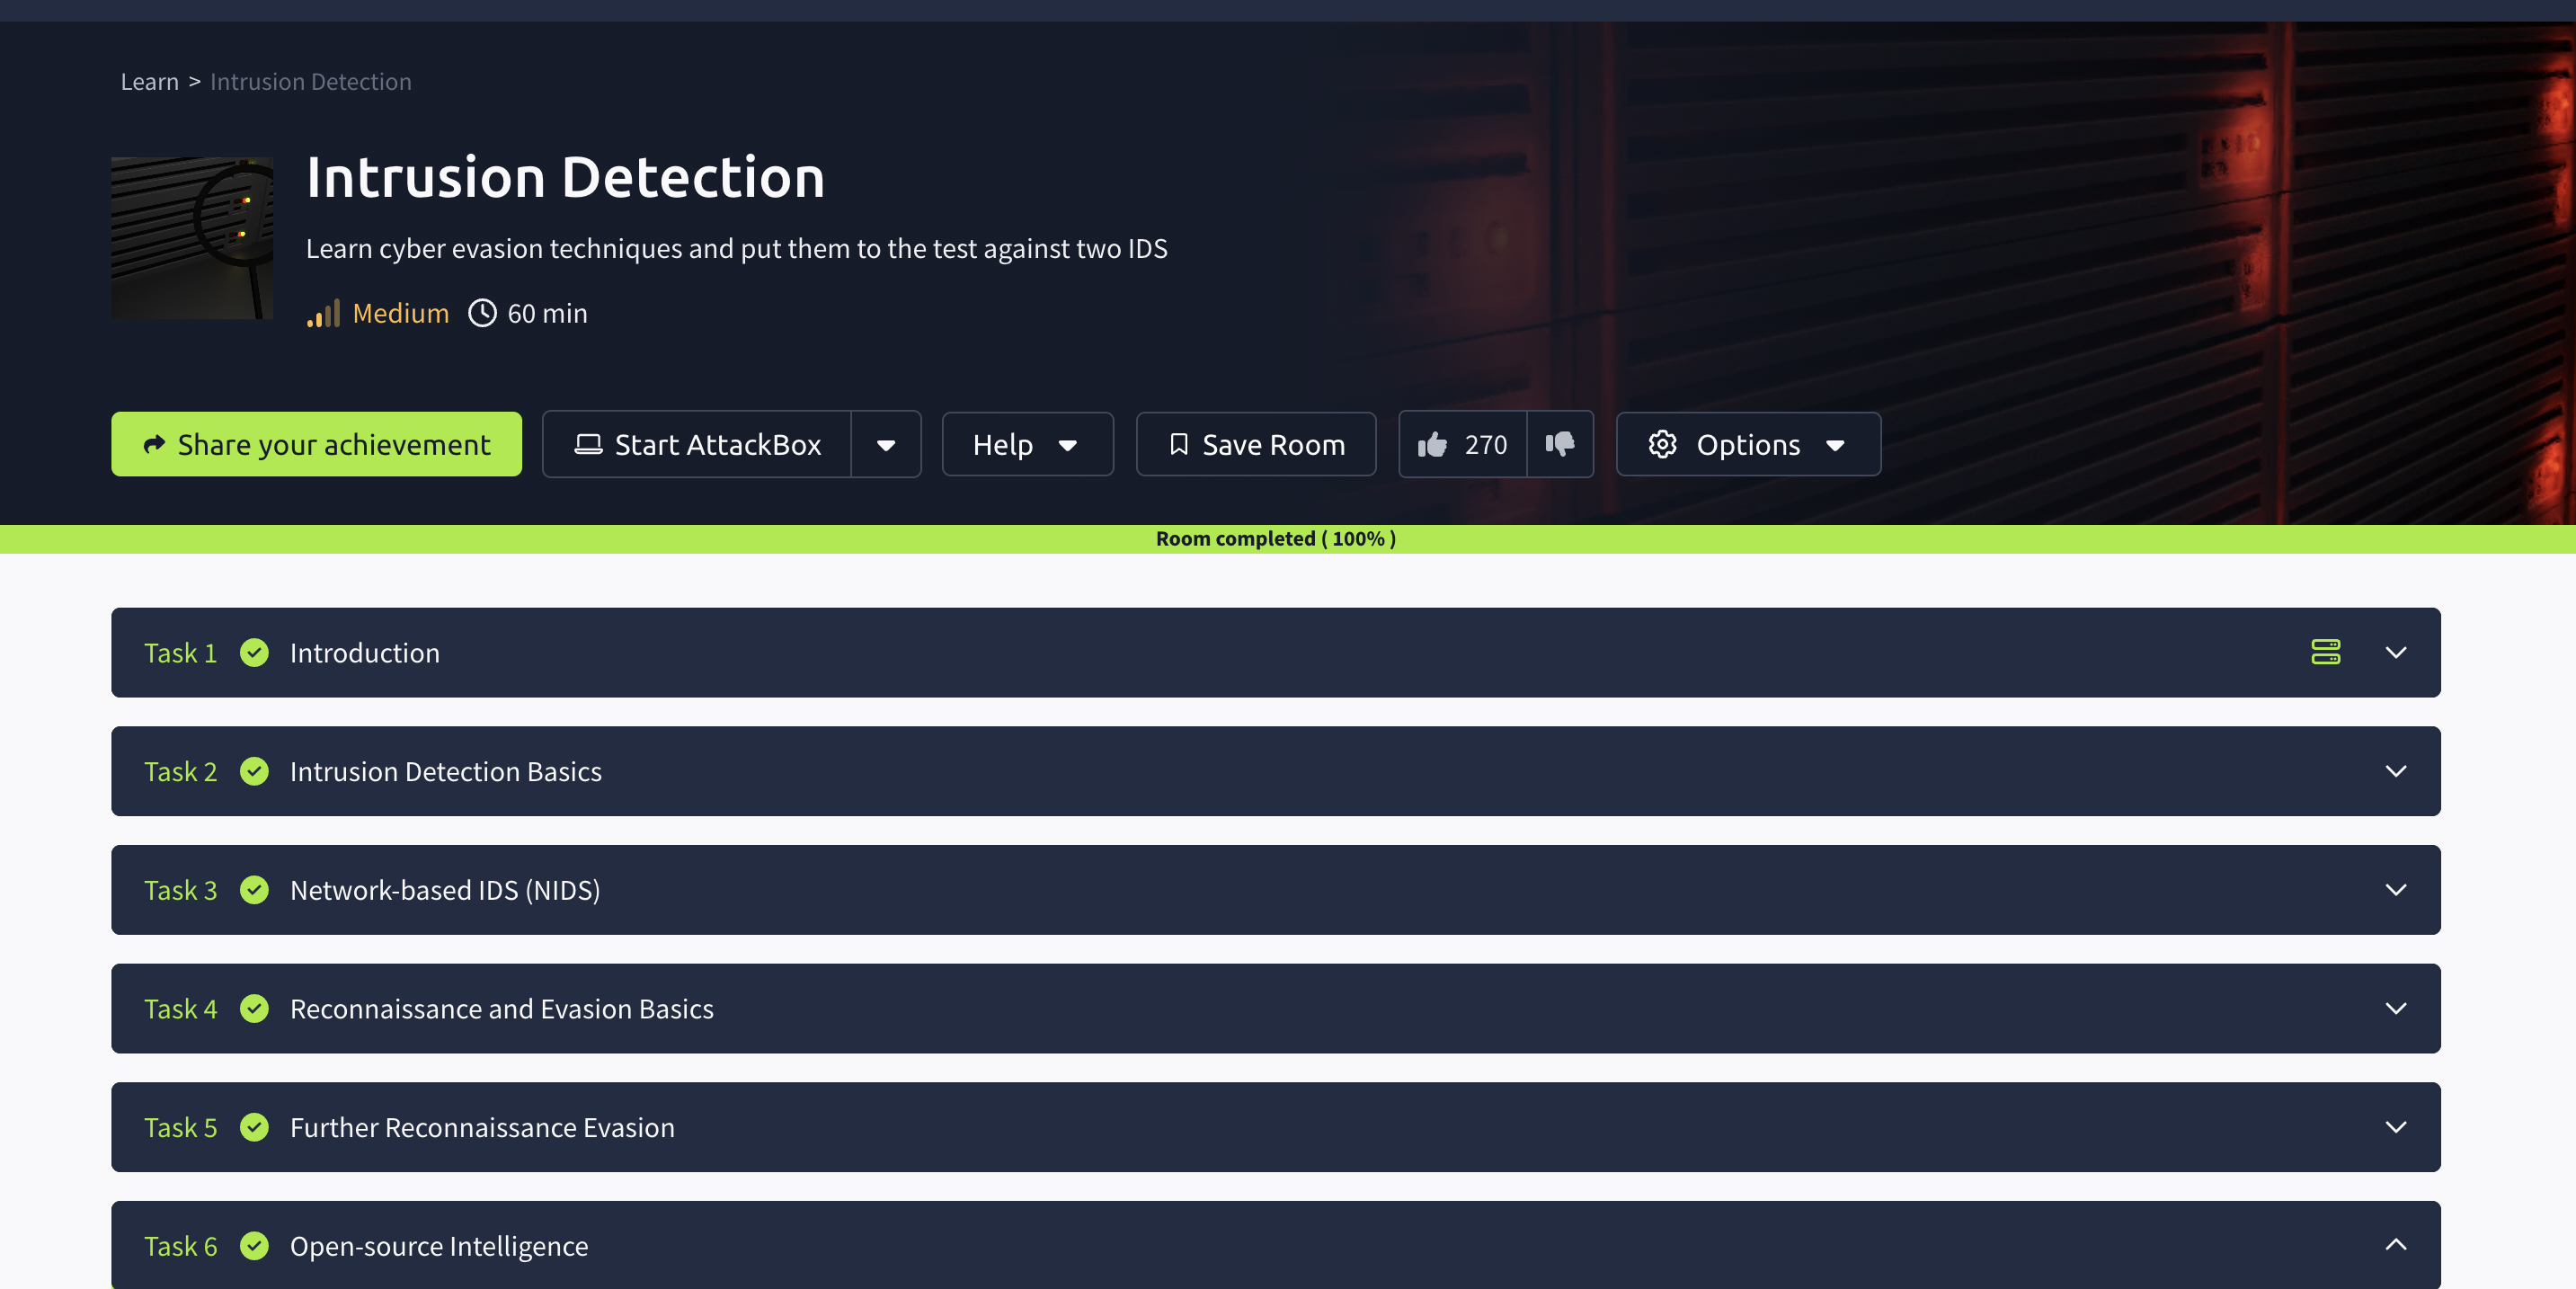 Learn > Intrusion Detection
Intrusion Detection
Learn cyber evasion techniques and put them to the test against two IDS
Medium 60 min
Share your achievement Start AttackBox Help Save Room 270 Options
Room completed ( 100% )
Task 1 Introduction
Task 2 Intrusion Detection Basics
Task 3 Network-based IDS (NIDS)
Task 4 Reconnaissance and Evasion Basics
Task 5 Further Reconnaissance Evasion
Task 6 Open-source Intelligence